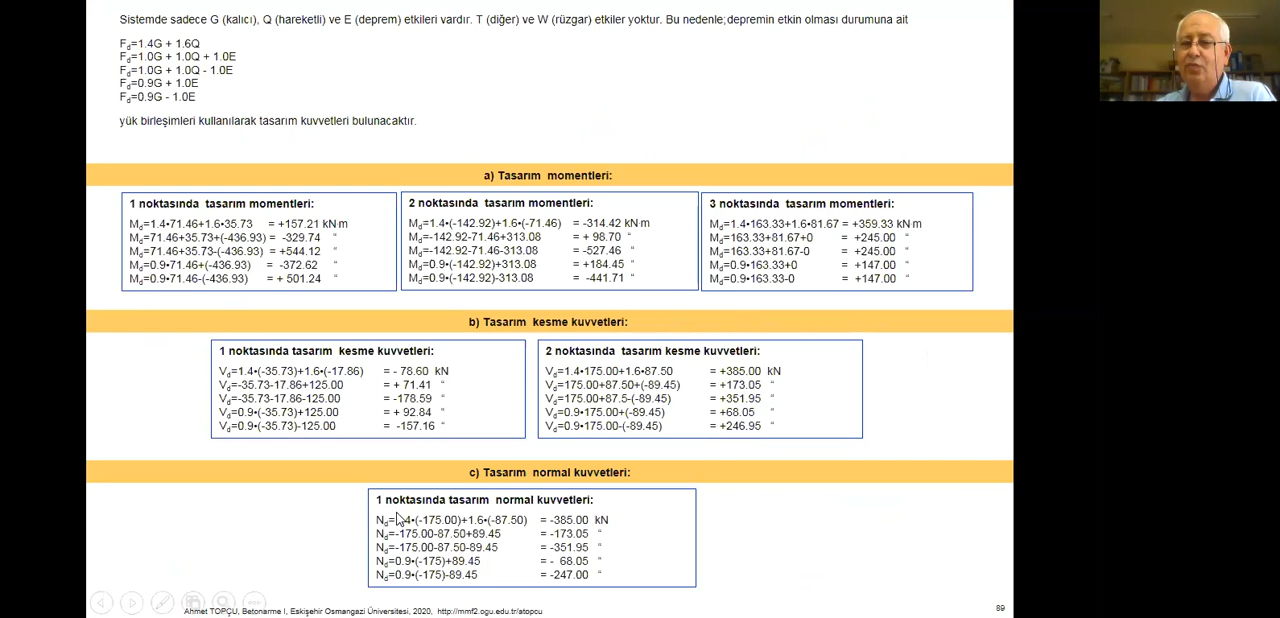 Sistemde sadece G (kalıcı), Q (hareketli) ve E (deprem) etkileri vardır. T (diğer) ve W (rüzgar) etkiler yoktur. Bu nedenle;depremin etkin olması durumuna ait
Fd=1.4G + 1.6Q
Fd=1.0G + 1.0Q + 1.0E
Fd=1.0G + 1.0Q - 1.0E
Fd=0.9G + 1.0E
Fd=0.9G - 1.0E
yük birleşimleri kullanılarak tasarım kuvvetleri bulunacaktır.
a) Tasarım momentleri:
1 noktasında tasarım momentleri:
Md=1.4•71.46+1.6•35.73 = +157.21 kN·m
Md=71.46+35.73+(-436.93) = -329.74 "
Md=71.46+35.73-(-436.93) = +544.12 "
Md=0.9•71.46+(-436.93) = -372.62 "
Md=0.9•71.46-(-436.93) = + 501.24 "
2 noktasında tasarım momentleri:
Md=1.4•(-142.92)+1.6•(-71.46) = -314.42 kN·m
Md=-142.92-71.46+313.08 = + 98.70 "
Md=-142.92-71.46-313.08 = -527.46 "
Md=0.9•(-142.92)+313.08 = +184.45 "
Md=0.9•(-142.92)-313.08 = -441.71 "
3 noktasında tasarım momentleri:
Md=1.4•163.33+1.6•81.67 = +359.33 kN·m
Md=163.33+81.67+0 = +245.00 "
Md=163.33+81.67-0 = +245.00 "
Md=0.9•163.33+0 = +147.00 "
Md=0.9•163.33-0 = +147.00 "
b) Tasarım kesme kuvvetleri:
1 noktasında tasarım kesme kuvvetleri:
Vd=1.4•(-35.73)+1.6•(-17.86) = - 78.60 kN
Vd=-35.73-17.86+125.00 = + 71.41 "
Vd=-35.73-17.86-125.00 = -178.59 "
Vd=0.9•(-35.73)+125.00 = + 92.84 "
Vd=0.9•(-35.73)-125.00 = -157.16 "
2 noktasında tasarım kesme kuvvetleri:
Vd=1.4•175.00+1.6•87.50 = +385.00 kN
Vd=175.00+87.50+(-89.45) = +173.05 "
Vd=175.00+87.5-(-89.45) = +351.95 "
Vd=0.9•175.00+(-89.45) = +68.05 "
Vd=0.9•175.00-(-89.45) = +246.95 "
c) Tasarım normal kuvvetleri:
1 noktasında tasarım normal kuvvetleri:
Nd= .4•(-175.00)+1.6•(-87.50) = -385.00 kN
Nd=-175.00-87.50+89.45 = -173.05 "
Nd=-175.00-87.50-89.45 = -351.95 "
Nd=0.9•(-175)+89.45 = - 68.05 "
Nd=0.9•(-175)-89.45 = -247.00 "
Ahmet TOPÇU, Betonarme I, Eskişehir Osmangazi Üniversitesi, 2020, http://mmf2.ogu.edu.tr/atopcu
89